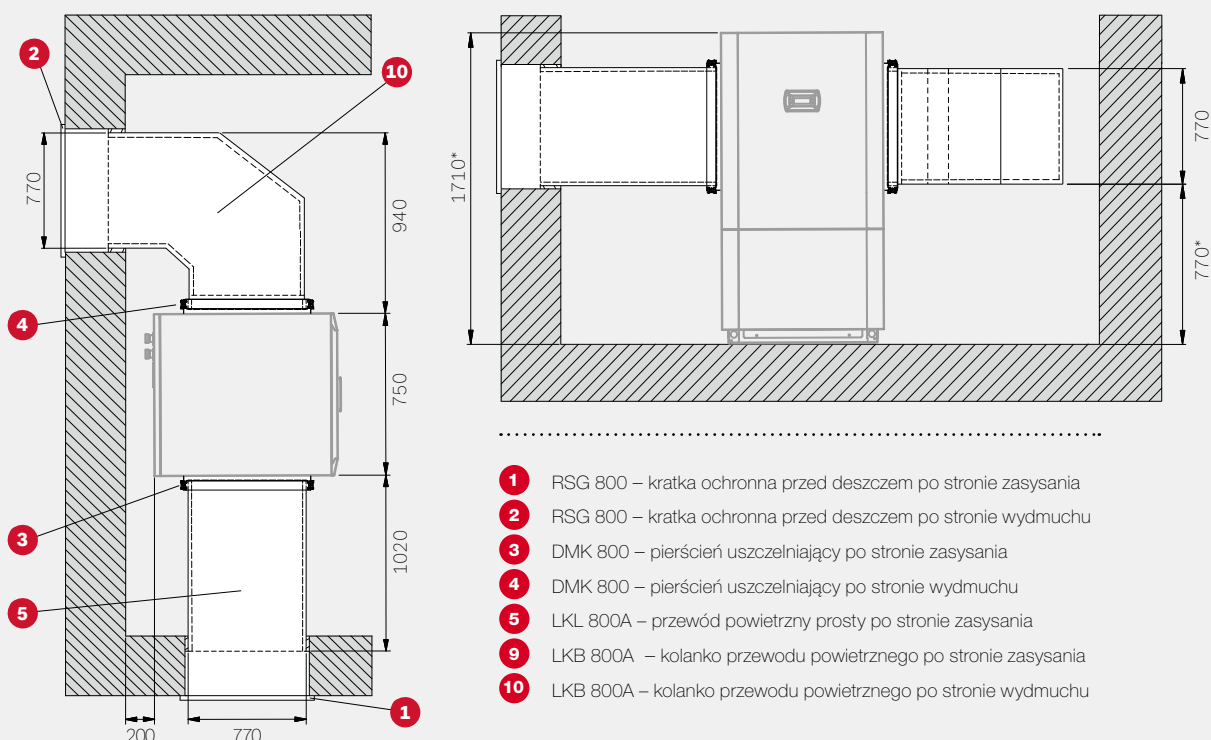 2
10
770
940
4
750
3
1020
5
1
200
770
1710*
770
770*
1 RSG 800 – kratka ochronna przed deszczem po stronie zasysania
2 RSG 800 – kratka ochronna przed deszczem po stronie wydmuchu
3 DMK 800 – pierścień uszczelniający po stronie zasysania
4 DMK 800 – pierścień uszczelniający po stronie wydmuchu
5 LKL 800A – przewód powietrzny prosty po stronie zasysania
9 LKB 800A – kolanko przewodu powietrznego po stronie zasysania
10 LKB 800A – kolanko przewodu powietrznego po stronie wydmuchu